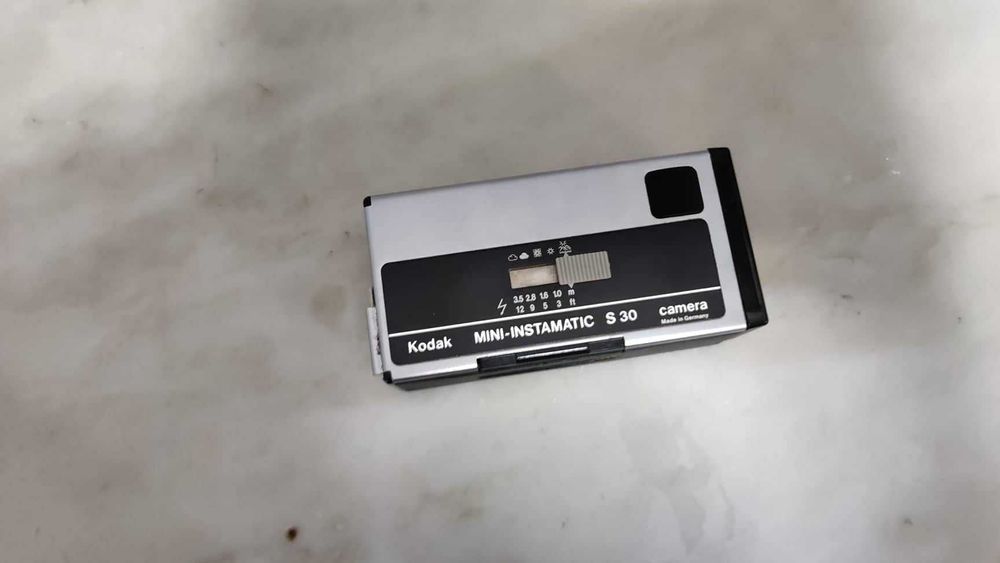 3.5 2.8 1.6 1.0 m
12 9 5 3 ft
Kodak MINI-INSTAMATIC S 30 camera
Made in Germany